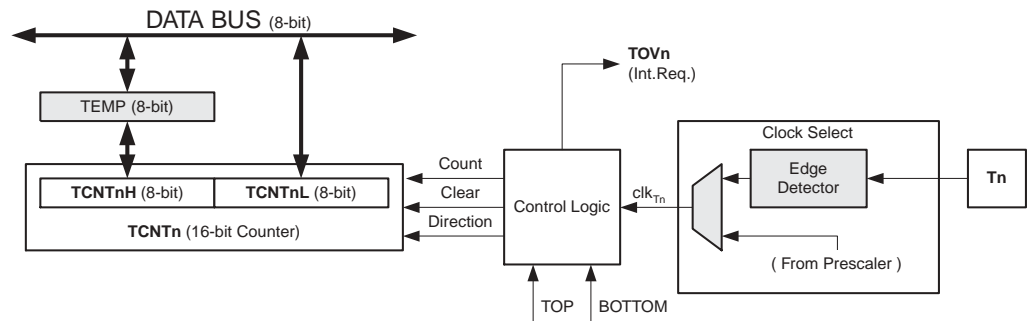 DATA BUS (8-bit)
TOVn
(Int.Req.)
TEMP (8-bit)
Clock Select
Count
Edge
Detector
Tn
TCNTnH (8-bit)
TCNTnL (8-bit)
Clear
Control Logic
clkTn
TCNTn (16-bit Counter)
Direction
( From Prescaler )
TOP
BOTTOM